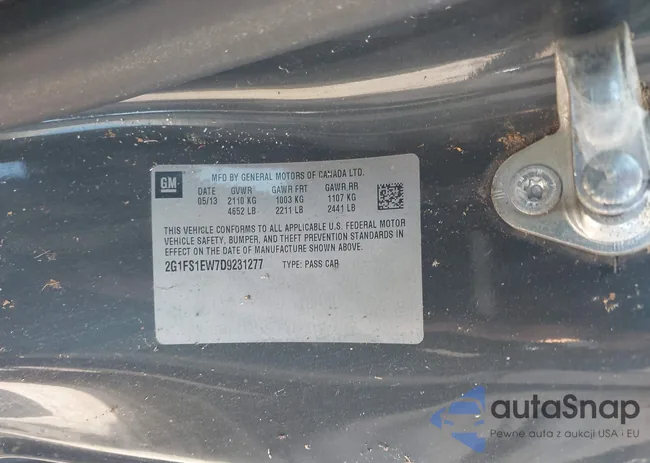 GM
MFD BY GENERAL MOTORS OF CANADA LTD.
DATE GVWR GAWR FRT GAWR RR
05/13 2110 KG 1003 KG 1107 KG
4652 LB 2211 LB 2441 LB
THIS VEHICLE CONFORMS TO ALL APPLICABLE U.S. FEDERAL MOTOR
VEHICLE SAFETY, BUMPER, AND THEFT PREVENTION STANDARDS IN
EFFECT ON THE DATE OF MANUFACTURE SHOWN ABOVE.
2G1FS1EW7D9231277 TYPE: PASS CAR
autaSnap
Pewne auta z aukcji USA i EU